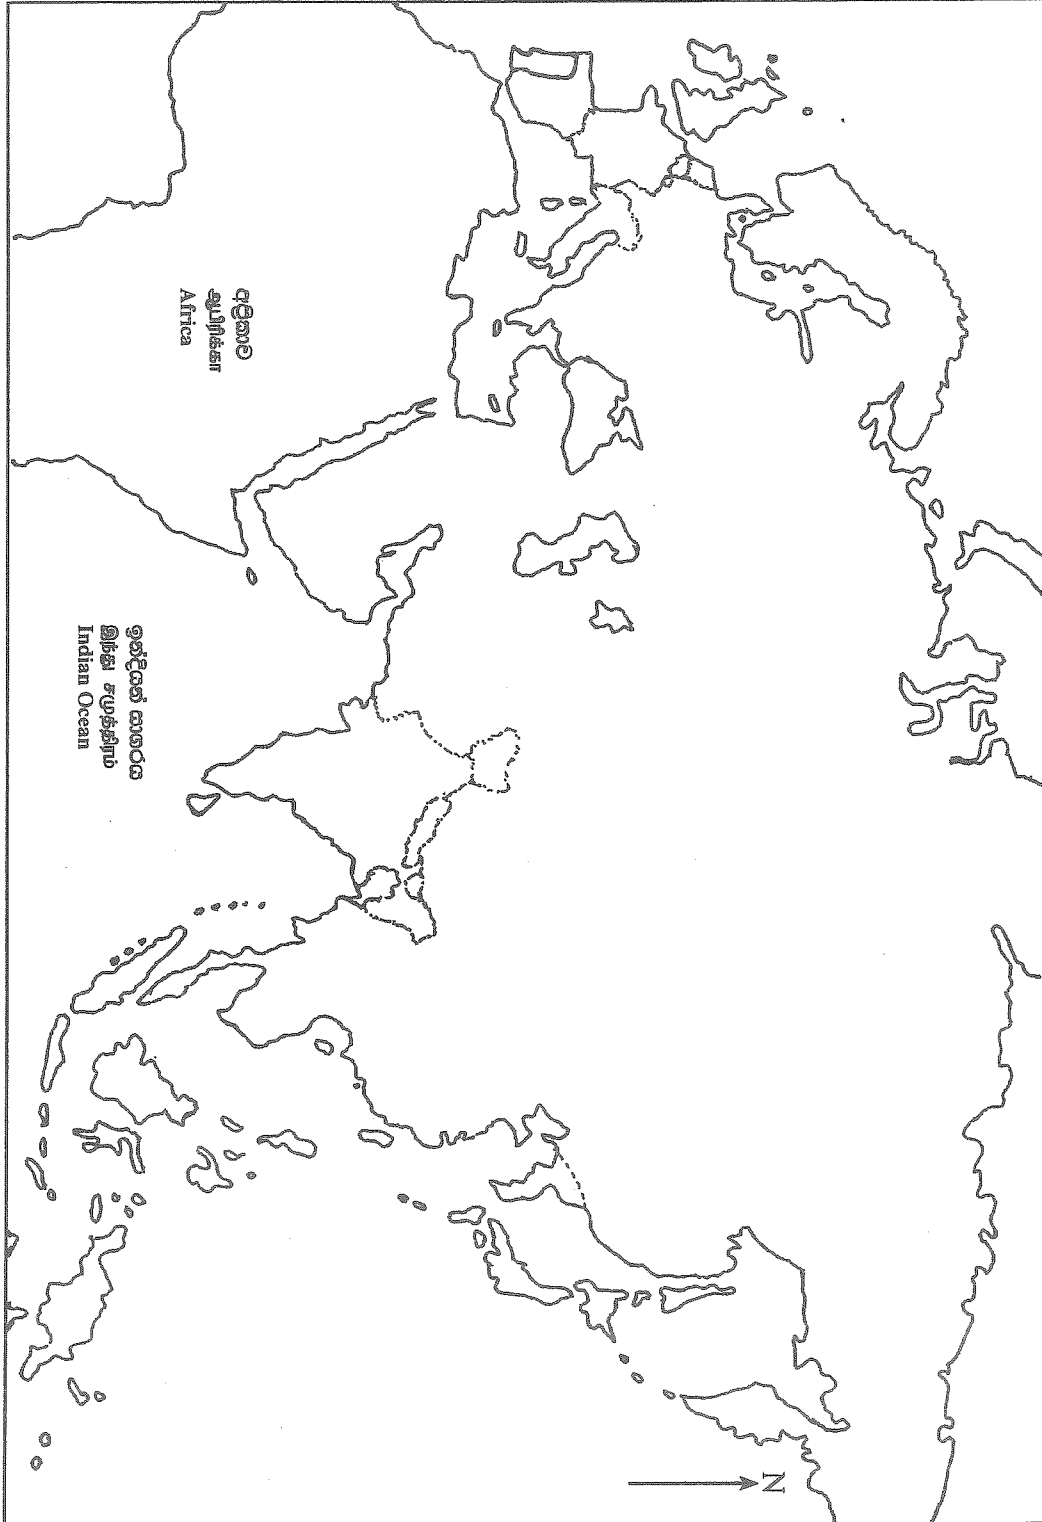 අප්‍රිකාව
ஆபிரிக்கா
Africa
ඉන්දියන් සාගරය
இந்து சமுத்திரம்
Indian Ocean
N